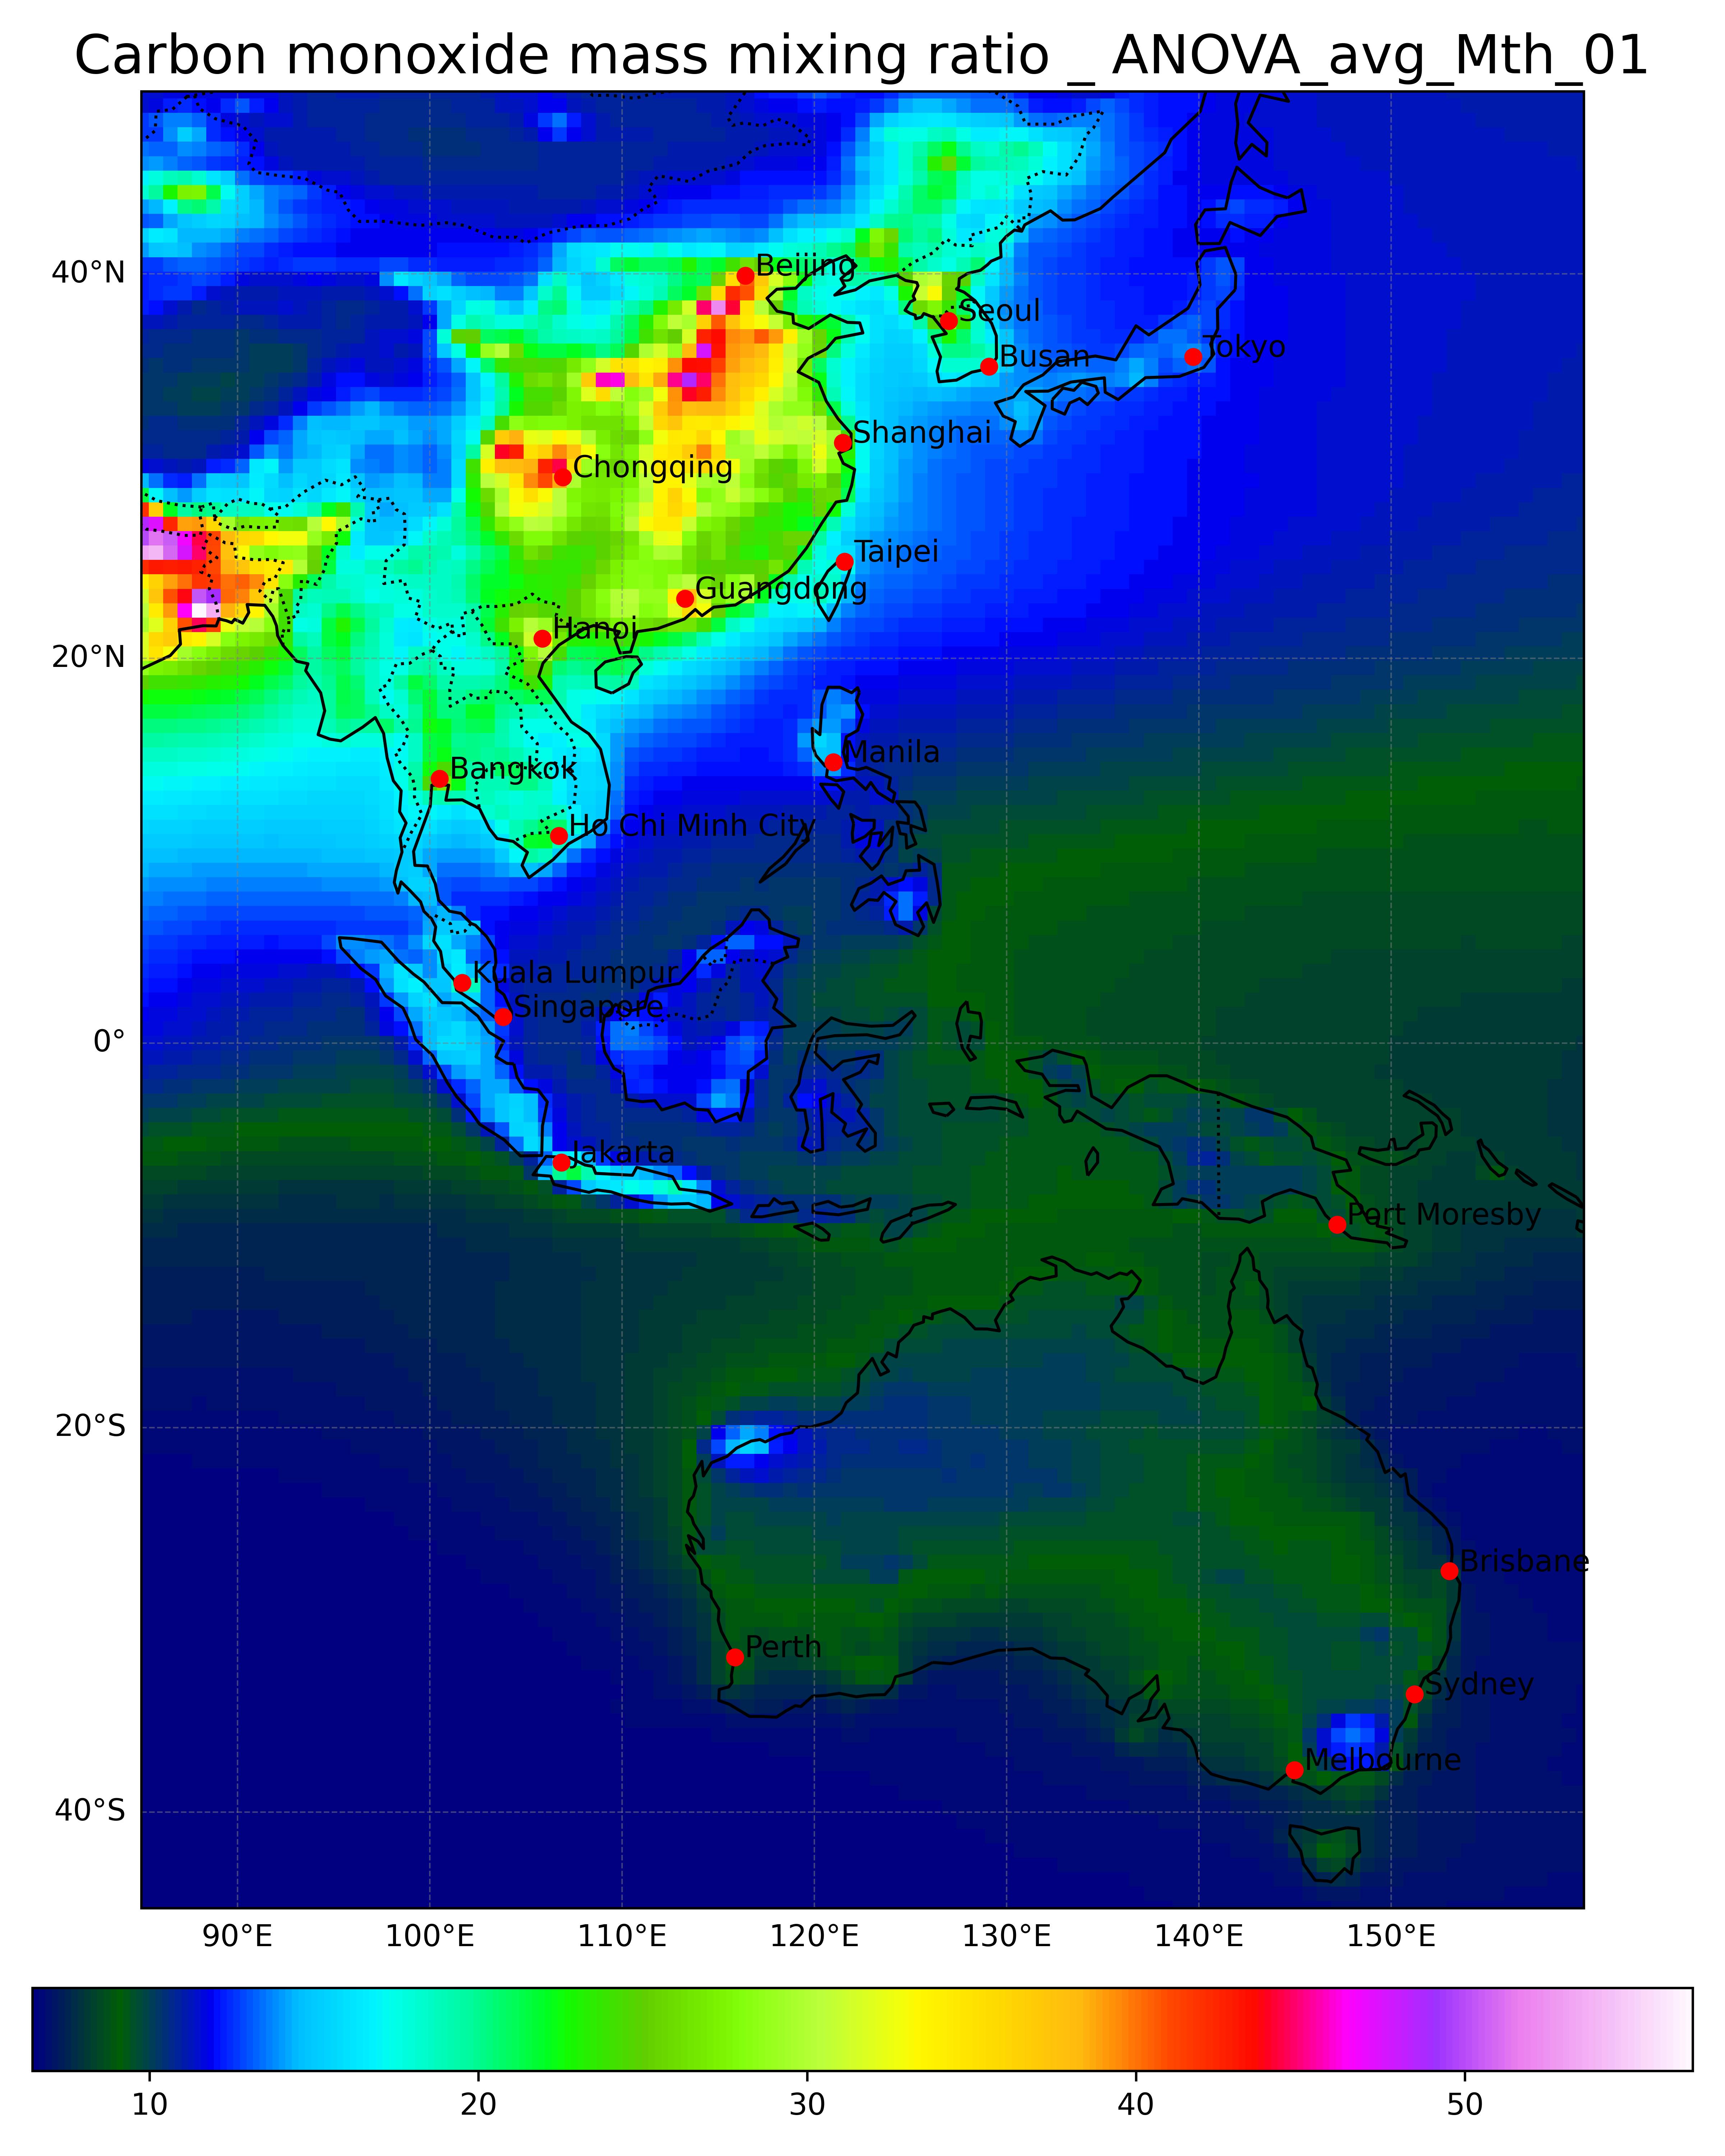 Carbon monoxide mass mixing ratio _ ANOVA_avg_Mth_01
40°N
Beijing
Seoul
Busan
Tokyo
Shanghai
Chongqing
Taipei
Guangdong
Hanoi
20°N
Manila
Bangkok
Ho Chi Minh City
Kuala Lumpur
Singapore
0°
Jakarta
Port Moresby
20°S
Brisbane
Perth
Sydney
Melbourne
40°S
90°E 100°E 110°E 120°E 130°E 140°E 150°E
10 20 30 40 50